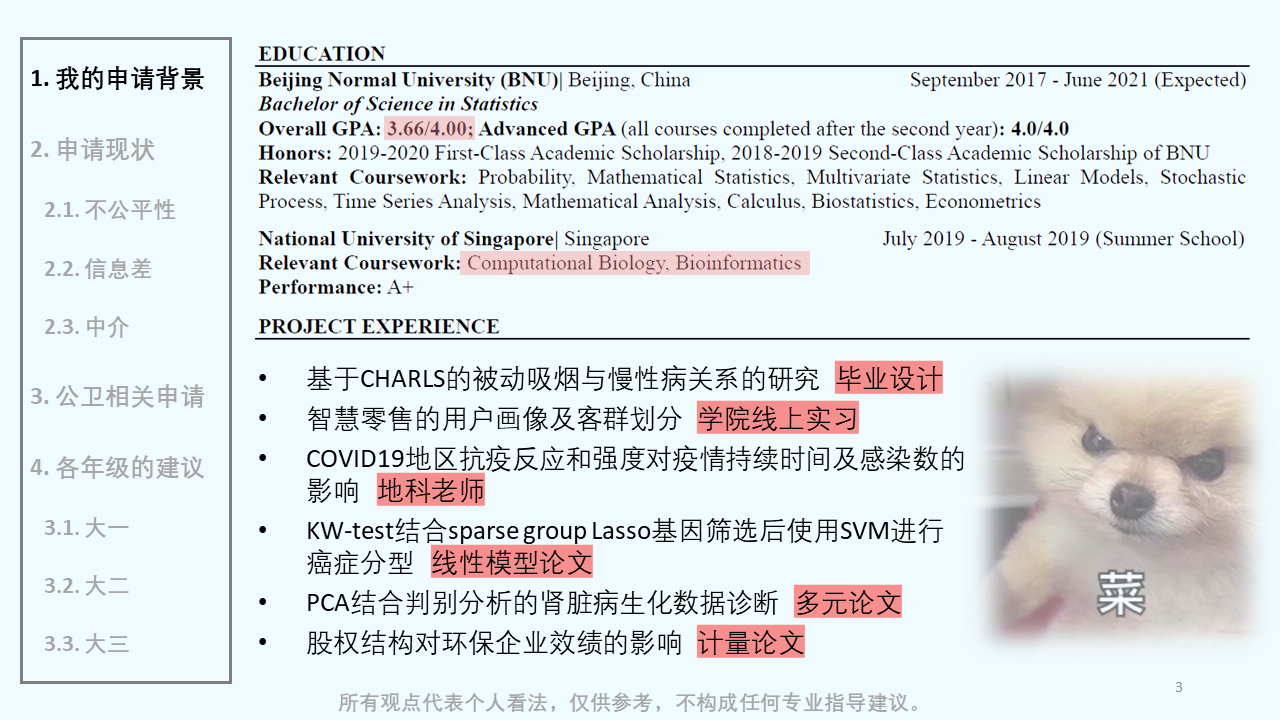 1. 我的申请背景
2. 申请现状
2.1. 不公平性
2.2. 信息差
2.3. 中介
3. 公卫相关申请
4. 各年级的建议
3.1. 大一
3.2. 大二
3.3. 大三
EDUCATION
Beijing Normal University (BNU)| Beijing, China September 2017 - June 2021 (Expected)
Bachelor of Science in Statistics
Overall GPA: 3.66/4.00; Advanced GPA (all courses completed after the second year): 4.0/4.0
Honors: 2019-2020 First-Class Academic Scholarship, 2018-2019 Second-Class Academic Scholarship of BNU
Relevant Coursework: Probability, Mathematical Statistics, Multivariate Statistics, Linear Models, Stochastic
Process, Time Series Analysis, Mathematical Analysis, Calculus, Biostatistics, Econometrics
National University of Singapore| Singapore July 2019 - August 2019 (Summer School)
Relevant Coursework: Computational Biology, Bioinformatics
Performance: A+
PROJECT EXPERIENCE
• 基于CHARLS的被动吸烟与慢性病关系的研究 毕业设计
• 智慧零售的用户画像及客群划分 学院线上实习
• COVID19地区抗疫反应和强度对疫情持续时间及感染数的
影响 地科老师
• KW-test结合sparse group Lasso基因筛选后使用SVM进行
癌症分型 线性模型论文
• PCA结合判别分析的肾脏病生化数据诊断 多元论文
• 股权结构对环保企业效绩的影响 计量论文
菜
所有观点代表个人看法，仅供参考，不构成任何专业指导建议。
3